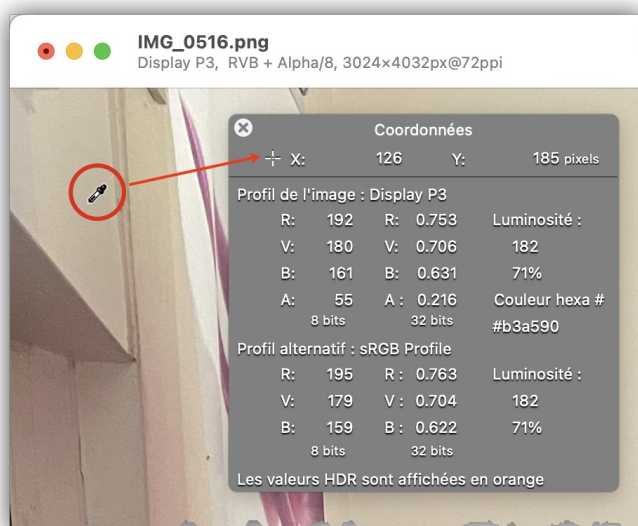 IMG_0516.png
Display P3, RVB + Alpha/8, 3024×4032px@72ppi
Coordonnées
X: 126 Y: 185 pixels
Profil de l'image : Display P3
R: 192 R: 0.753 Luminosité :
V: 180 V: 0.706 182
B: 161 B: 0.631 71%
A: 55 A : 0.216 Couleur hexa #
8 bits 32 bits #b3a590
Profil alternatif : sRGB Profile
R: 195 R : 0.763 Luminosité :
V: 179 V : 0.704 182
B: 159 B : 0.622 71%
8 bits 32 bits
Les valeurs HDR sont affichées en orange